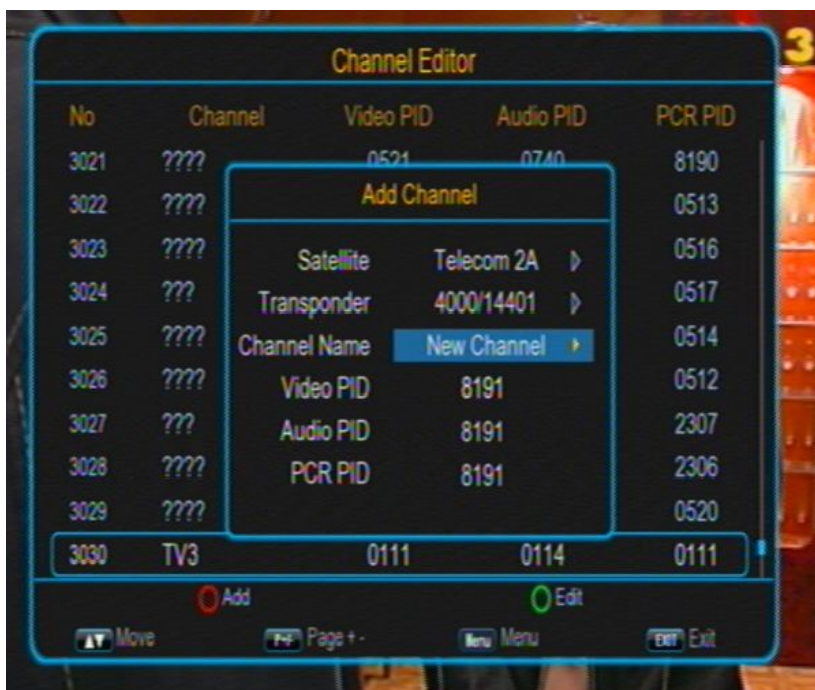 3
Channel Editor
No Channel Video PID Audio PID PCR PID
3021 ???? 0521 0740 8190
Add Channel
3022 ???? 0513
3023 ???? 0516
Satellite Telecom 2A
3024 ??? 0517
Transponder 4000/14401
3025 ???? 0514
Channel Name New Channel
3026 ???? 0512
Video PID 8191
3027 ??? 2307
Audio PID 8191
3028 ???? 2306
PCR PID 8191
3029 ???? 0520
3030 TV3 0111 0114 0111
Add Edit
Move P+F Page + - Menu Menu EXIT Exit